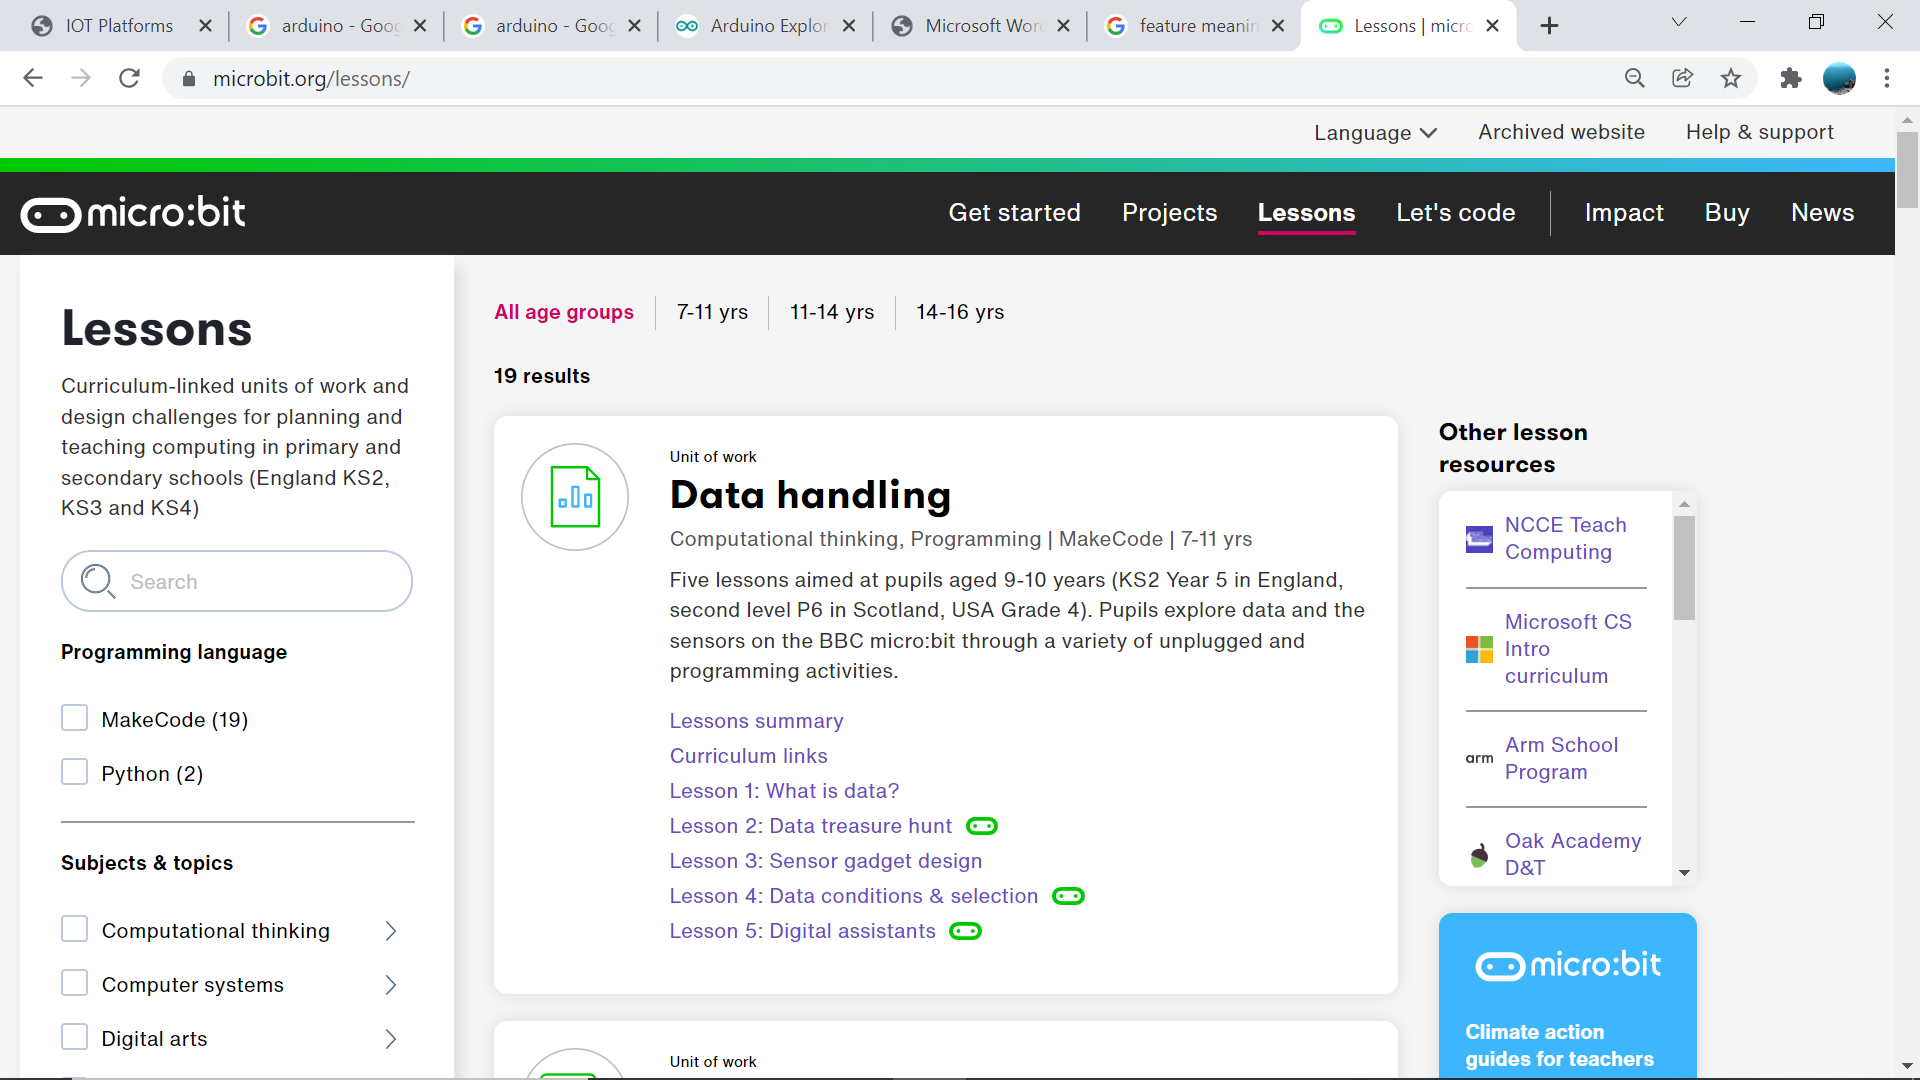 IOT Platforms
arduino - Goo
arduino - Goo
Arduino Explor
Microsoft Wor
feature meanin
Lessons | micro
microbit.org/lessons/
Language
Archived website
Help & support
micro:bit
Get started
Projects
Lessons
Let's code
Impact
Buy
News
Lessons
Curriculum-linked units of work and
design challenges for planning and
teaching computing in primary and
secondary schools (England KS2,
KS3 and KS4)
Search
Programming language
MakeCode (19)
Python (2)
Subjects & topics
Computational thinking
Computer systems
Digital arts
All age groups
7-11 yrs
11-14 yrs
14-16 yrs
19 results
Unit of work
Data handling
Computational thinking, Programming | MakeCode | 7-11 yrs
Five lessons aimed at pupils aged 9-10 years (KS2 Year 5 in England,
second level P6 in Scotland, USA Grade 4). Pupils explore data and the
sensors on the BBC micro:bit through a variety of unplugged and
programming activities.
Lessons summary
Curriculum links
Lesson 1: What is data?
Lesson 2: Data treasure hunt
Lesson 3: Sensor gadget design
Lesson 4: Data conditions & selection
Lesson 5: Digital assistants
Unit of work
Other lesson
resources
NCCE Teach
Computing
Microsoft CS
Intro
curriculum
arm
Arm School
Program
Oak Academy
D&T
micro:bit
Climate action
guides for teachers